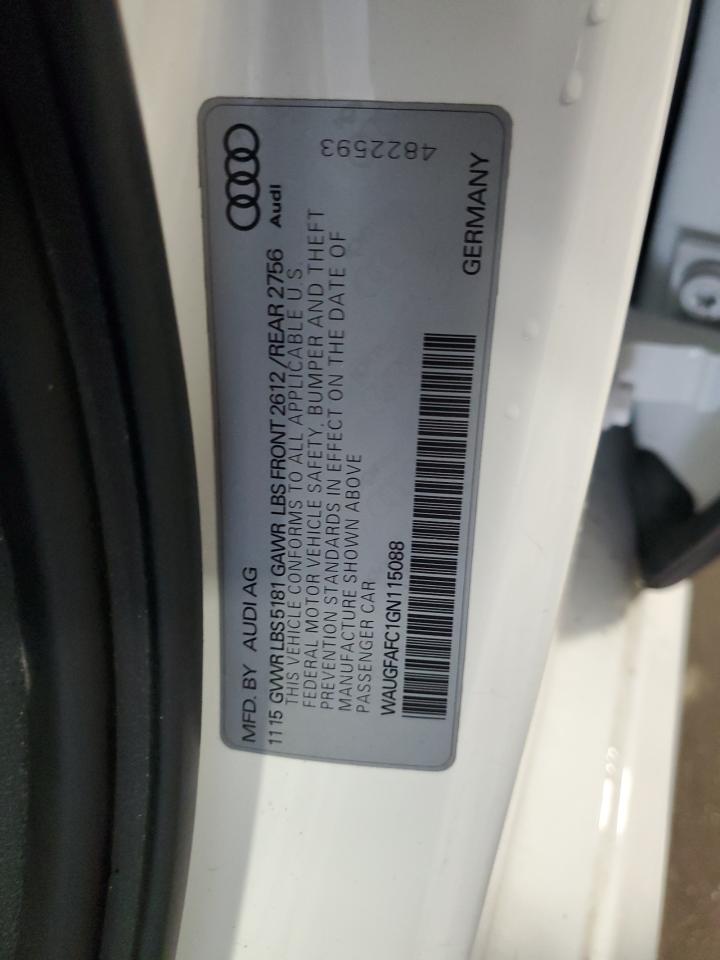 MFD. BY AUDI AG
Audi
1115 GVWR LBS 5181 GAWR LBS FRONT 2612 /REAR 2756
THIS VEHICLE CONFORMS TO ALL APPLICABLE U.S.
FEDERAL MOTOR VEHICLE SAFETY, BUMPER AND THEFT
PREVENTION STANDARDS IN EFFECT ON THE DATE OF
MANUFACTURE SHOWN ABOVE
PASSENGER CAR
4822593
WAUGFAFC1GN115088
GERMANY